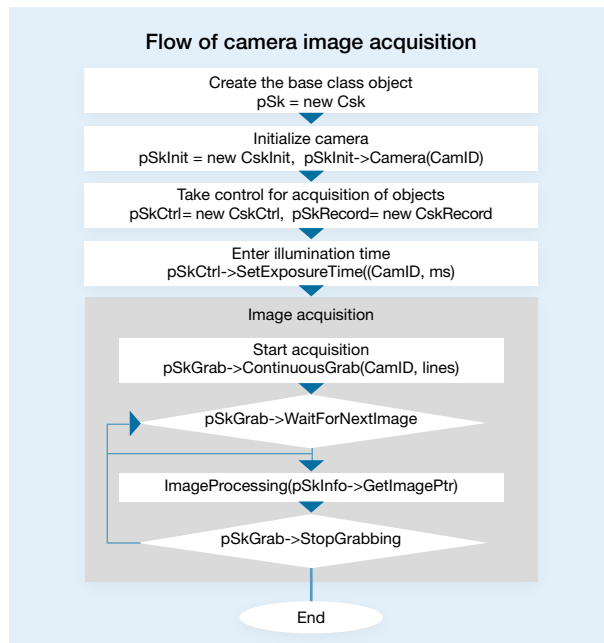 Flow of camera image acquisition
Create the base class object
pSk = new Csk
Initialize camera
pSkInit = new CskInit, pSkInit->Camera(CamID)
Take control for acquisition of objects
pSkCtrl= new CskCtrl, pSkRecord= new CskRecord
Enter illumination time
pSkCtrl->SetExposureTime((CamID, ms)
Image acquisition
Start acquisition
pSkGrab->ContinuousGrab(CamID, lines)
pSkGrab->WaitForNextImage
ImageProcessing(pSkInfo->GetImagePtr)
pSkGrab->StopGrabbing
End